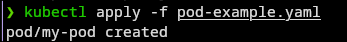 ❯ kubectl apply -f pod-example.yaml
pod/my-pod created